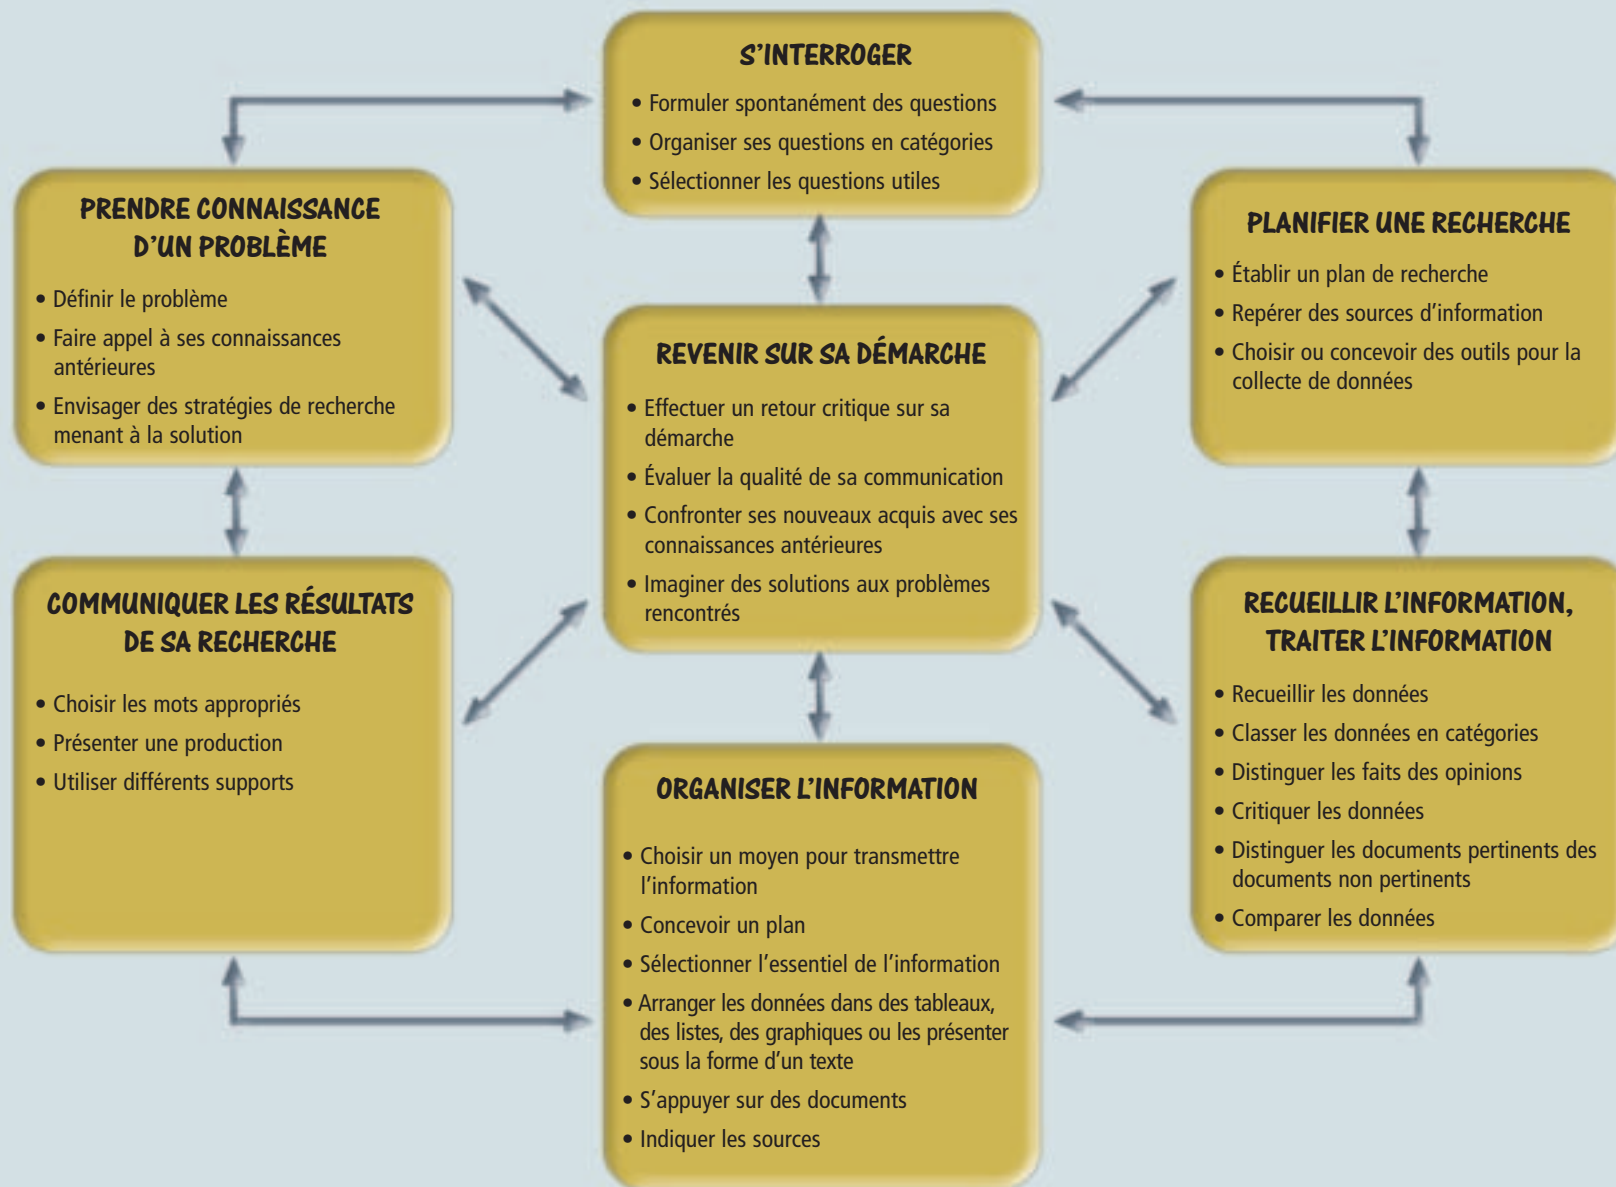 S'INTERROGER
• Formuler spontanément des questions
• Organiser ses questions en catégories
• Sélectionner les questions utiles
PRENDRE CONNAISSANCE
D'UN PROBLÈME
• Définir le problème
• Faire appel à ses connaissances
antérieures
• Envisager des stratégies de recherche
menant à la solution
PLANIFIER UNE RECHERCHE
• Établir un plan de recherche
• Repérer des sources d'information
• Choisir ou concevoir des outils pour la
collecte de données
REVENIR SUR SA DÉMARCHE
• Effectuer un retour critique sur sa
démarche
• Évaluer la qualité de sa communication
• Confronter ses nouveaux acquis avec ses
connaissances antérieures
• Imaginer des solutions aux problèmes
rencontrés
COMMUNIQUER LES RÉSULTATS
DE SA RECHERCHE
• Choisir les mots appropriés
• Présenter une production
• Utiliser différents supports
RECUEILLIR L'INFORMATION,
TRAITER L'INFORMATION
• Recueillir les données
• Classer les données en catégories
• Distinguer les faits des opinions
• Critiquer les données
• Distinguer les documents pertinents des
documents non pertinents
• Comparer les données
ORGANISER L'INFORMATION
• Choisir un moyen pour transmettre
l'information
• Concevoir un plan
• Sélectionner l'essentiel de l'information
• Arranger les données dans des tableaux,
des listes, des graphiques ou les présenter
sous la forme d'un texte
• S'appuyer sur des documents
• Indiquer les sources